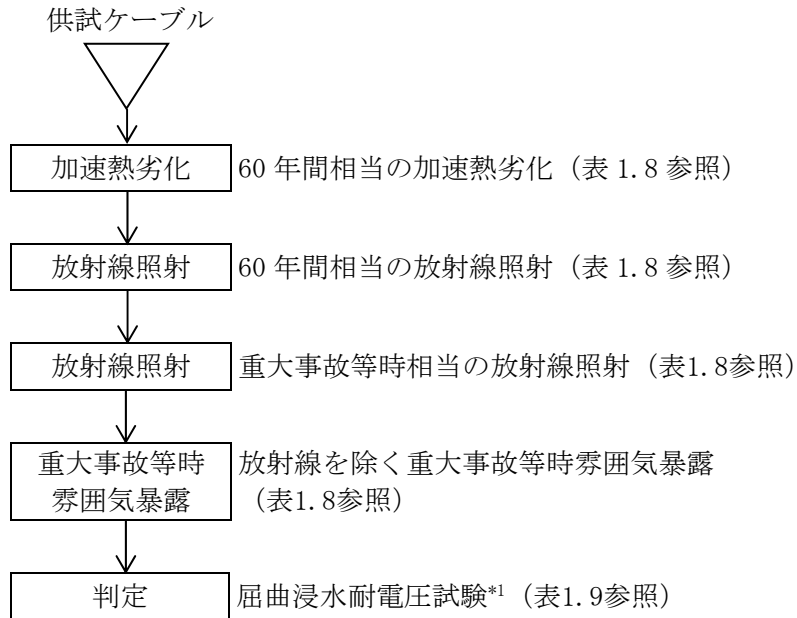 供試ケーブル
加速熱劣化 60 年間相当の加速熱劣化（表 1.8 参照）
放射線照射 60 年間相当の放射線照射（表 1.8 参照）
放射線照射 重大事故等時相当の放射線照射（表1.8参照）
重大事故等時
雰囲気暴露
放射線を除く重大事故等時雰囲気暴露
（表1.8参照）
判定 屈曲浸水耐電圧試験*1（表1.9参照）